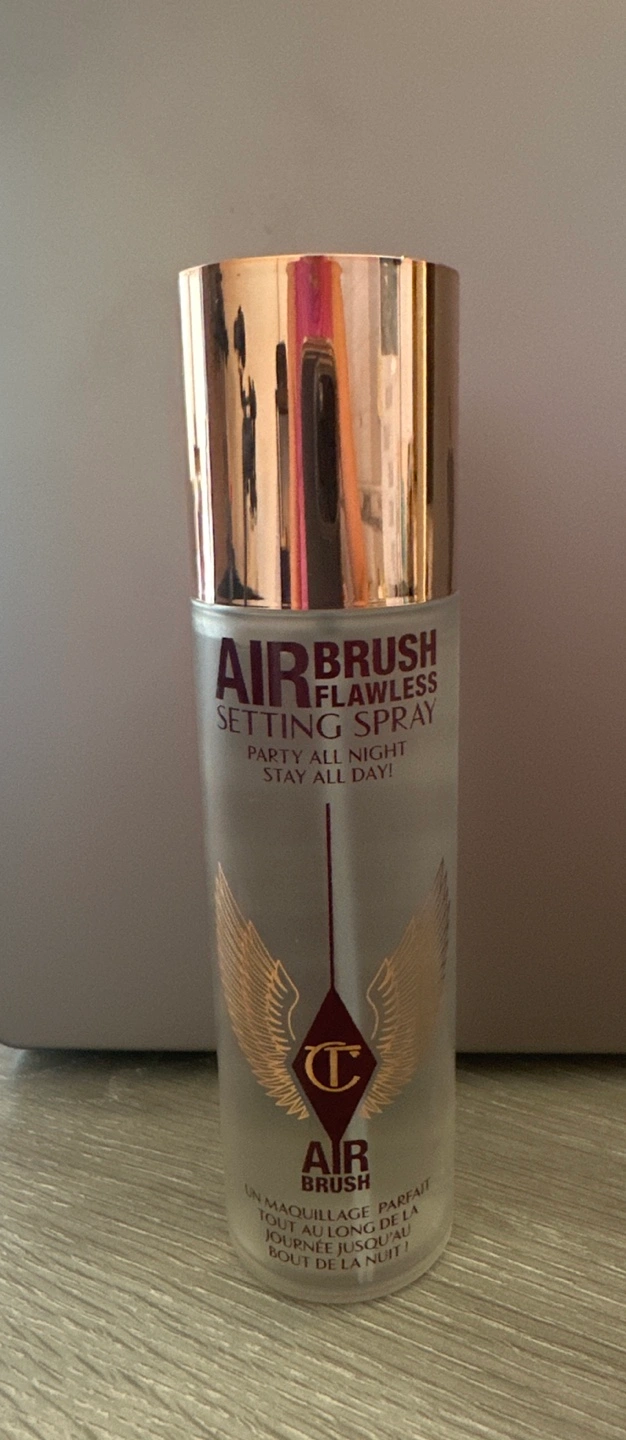 AIRBRUSH
FLAWLESS
SETTING SPRAY
PARTY ALL NIGHT
STAY ALL DAY!
CT
AIR
BRUSH
UN MAQUILLAGE PARFAIT
TOUT AU LONG DE LA
JOURNÉE JUSQU'AU
BOUT DE LA NUIT !